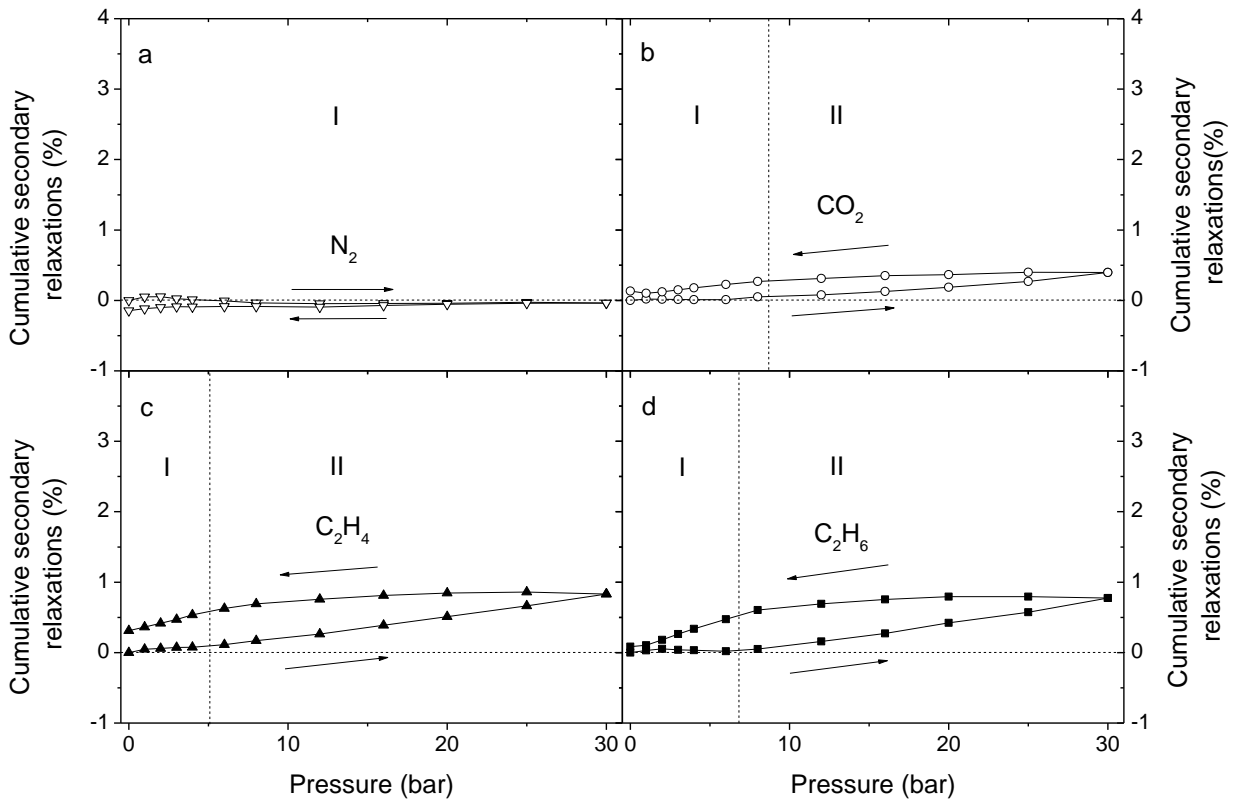 Cumulative secondary
relaxations (%)
4
3
2
1
0
-1
a
I
N2
b
I
II
CO2
4
3
2
1
0
-1
Cumulative secondary
relaxations(%
Cumulative secondary
relaxations (%)
3
2
1
0
-1
c
I
II
C2H4
0
10
20
30
Pressure (bar)
d
I
II
C2H6
0
10
20
30
Pressure (bar)
3
2
1
0
-1
Cumulative secondary
relaxations (%)